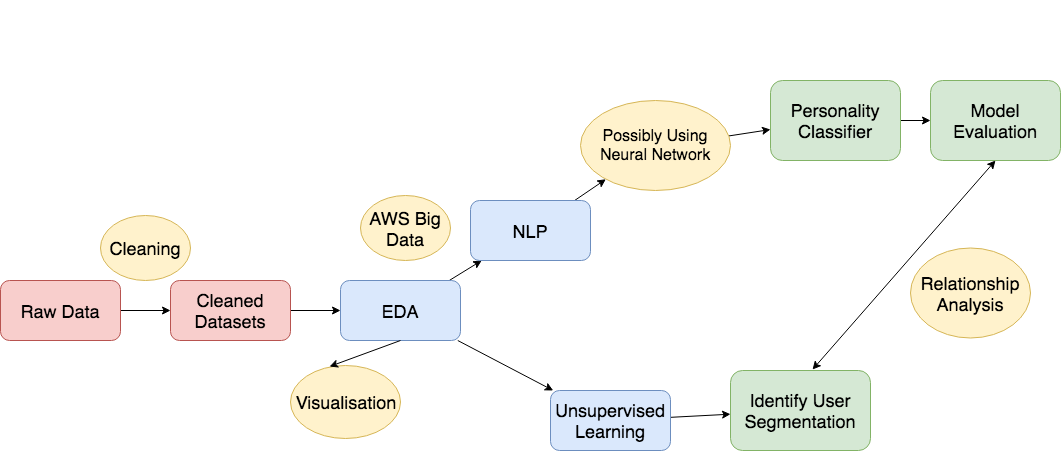 Personality
Classifier
Model
Evaluation
Possibly Using
Neural Network
AWS Big
Data
NLP
Cleaning
Relationship
Analysis
Raw Data
Cleaned
Datasets
EDA
Visualisation
Unsupervised
Learning
Identify User
Segmentation